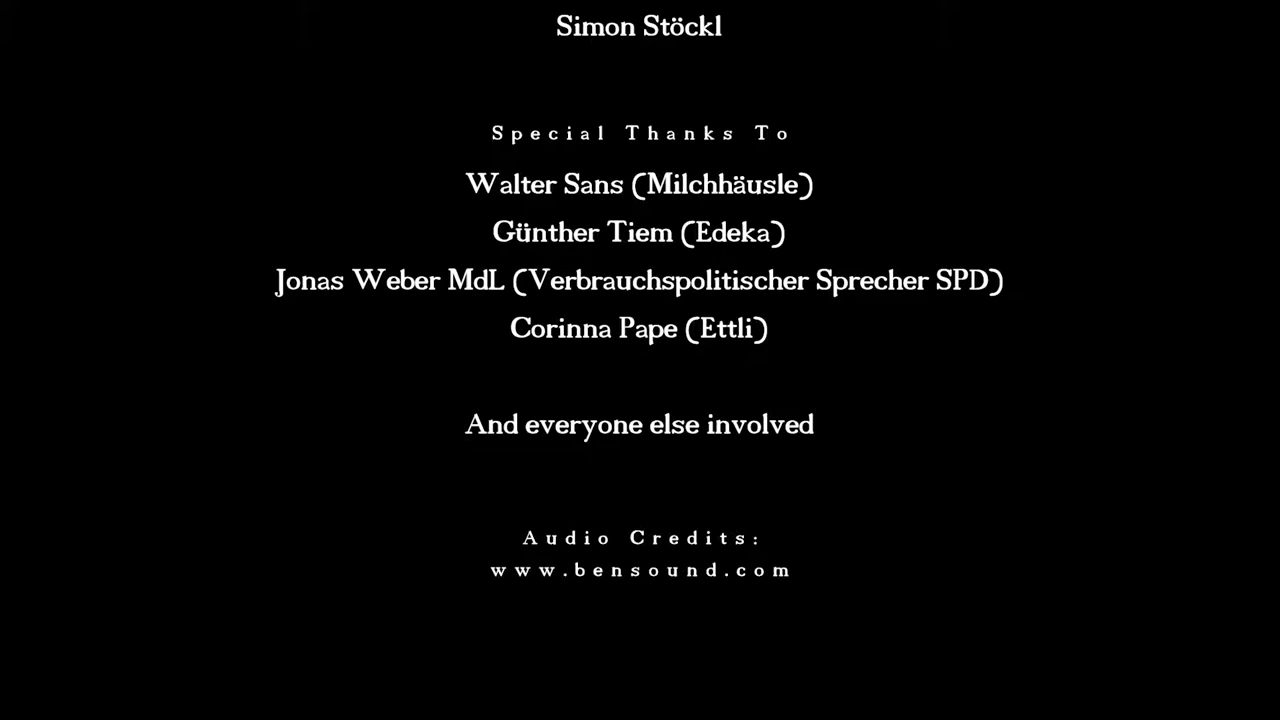 Simon Stöckl
Special Thanks To
Walter Sans (Milchhäusle)
Günther Tiem (Edeka)
Jonas Weber MdL (Verbrauchspolitischer Sprecher SPD)
Corinna Pape (Ettli)
And everyone else involved
Audio Credits:
www.bensound.com